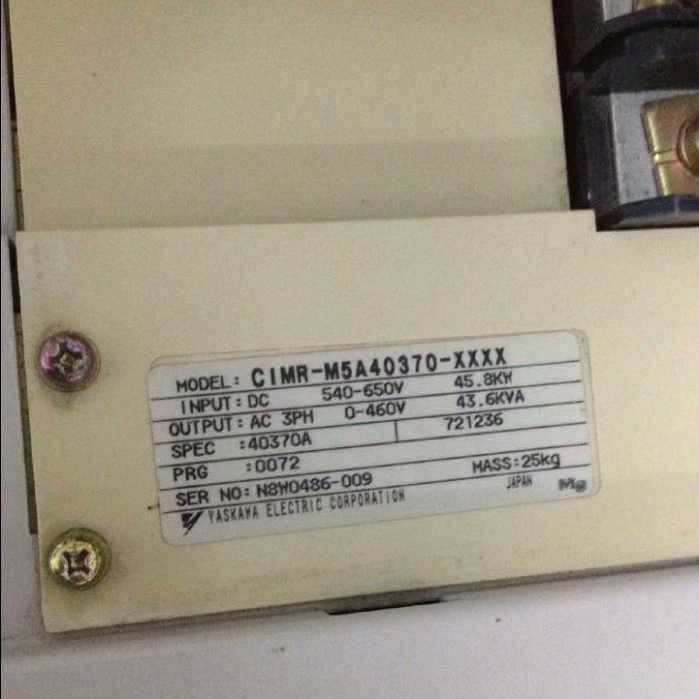 MODEL: CIMR-M5A40370-XXXX
INPUT: DC 540-650V 45.8KW
OUTPUT: AC 3PH 0-460V 43.6KVA
SPEC :40370A 721236
PRG :0072
SER NO: N8W0486-009 MASS:25kg
YASKAWA ELECTRIC CORPORATION JAPAN Mg